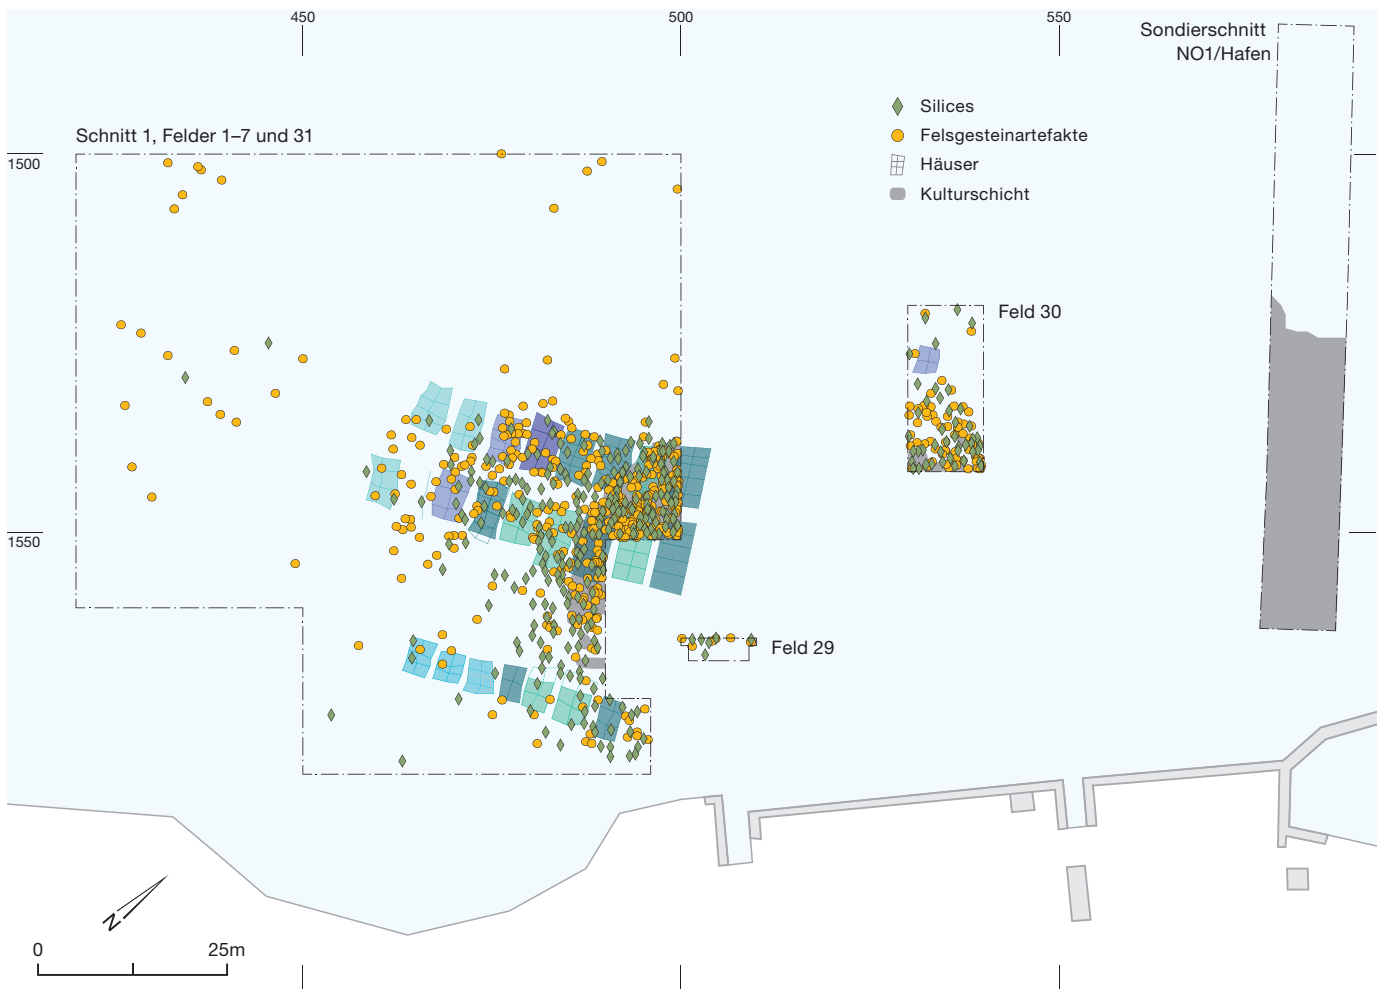 450
500
550
Sondierschnitt
NO1/Hafen
Silices
Schnitt 1, Felder 1–7 und 31
Felsgesteinartefakte
1500
Häuser
Kulturschicht
Feld 30
1550
Feld 29
N
0
25m